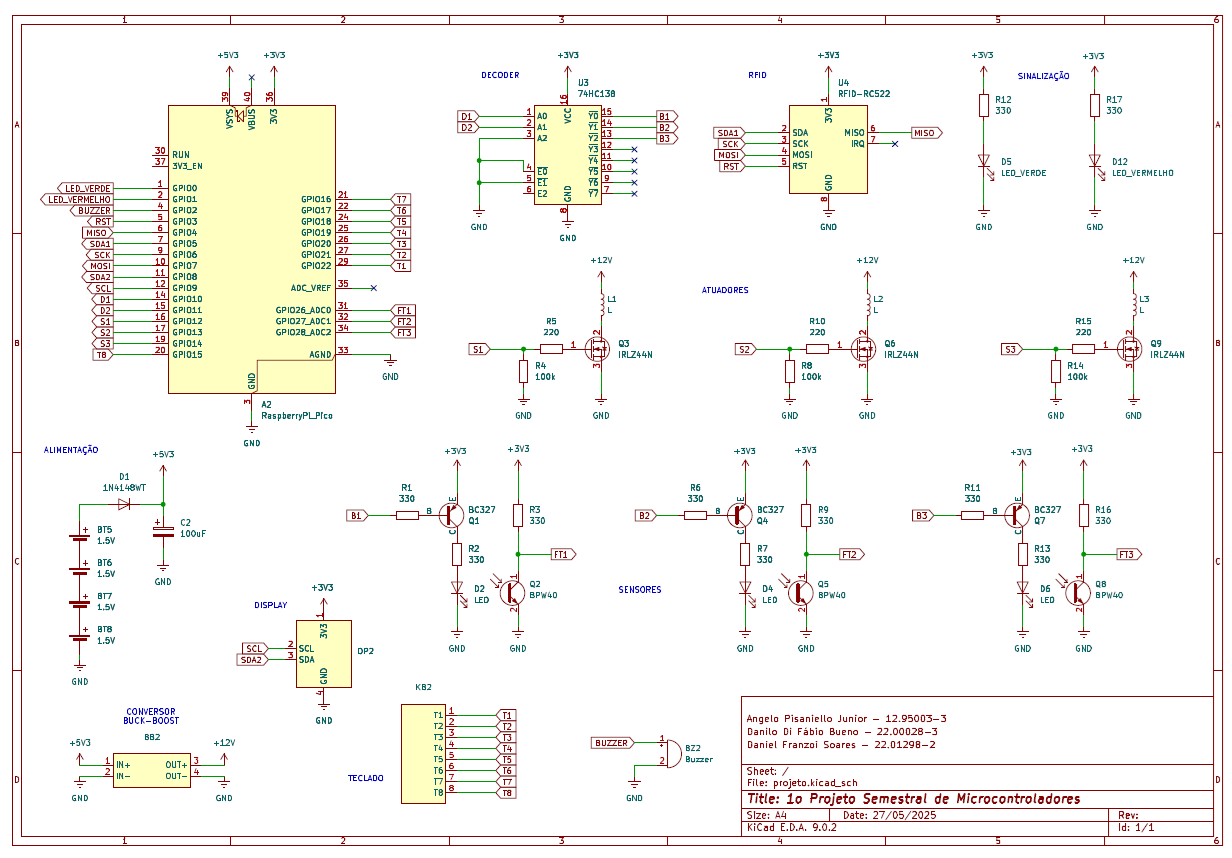 1 2 3 4 5 6
A
B
C
D
+5V3
+3V3
39
40
36
VSYS
VBUS
3V3
30 RUN
37 3V3_EN
LED_VERDE 1 GPIO0
LED_VERMELHO 2 GPIO1
BUZZER 4 GPIO2
RST 5 GPIO3
MISO 6 GPIO4
SDA1 7 GPIO5
SCK 9 GPIO6
MOSI 10 GPIO7
SDA2 11 GPIO8
SCL 12 GPIO9
D1 14 GPIO10
D2 15 GPIO11
S1 16 GPIO12
S2 17 GPIO13
S3 19 GPIO14
T8 20 GPIO15
GPIO16 21 T7
GPIO17 22 T6
GPIO18 24 T5
GPIO19 25 T4
GPIO20 26 T3
GPIO21 27 T2
GPIO22 29 T1
ADC_VREF 35
GPIO26_ADC0 31 FT1
GPIO27_ADC1 32 FT2
GPIO28_ADC2 34 FT3
AGND 33
GND
GND
3
A2
RaspberryPi_Pico
GND
DECODER
+3V3
U3
74HC138
16
VCC
D1 1 A0
D2 2 A1
3 A2
4 E0
5 E1
6 E2
Y0 15 B1
Y1 14 B2
Y2 13 B3
Y3 12
Y4 11
Y5 10
Y6 9
Y7 7
GND
8
GND
GND
RFID
+3V3
U4
RFID-RC522
1
3V3
SDA1 2 SDA
SCK 3 SCK
MOSI 4 MOSI
RST 5 RST
MISO 6 MISO
IRQ 7
GND
8
GND
SINALIZAÇÃO
+3V3
R12
330
D5
LED_VERDE
GND
+3V3
R17
330
D12
LED_VERMELHO
GND
ATUADORES
+12V
L1
L
R5
220
S1
1
2
3
Q3
IRLZ44N
R4
100k
GND
GND
+12V
L2
L
R10
220
S2
1
2
3
Q6
IRLZ44N
R8
100k
GND
GND
+12V
L3
L
R15
220
S3
1
2
3
Q9
IRLZ44N
R14
100k
GND
GND
ALIMENTAÇÃO
+5V3
D1
1N4148WT
BT5
1.5V
BT6
1.5V
BT7
1.5V
BT8
1.5V
C2
100uF
GND
GND
SENSORES
+3V3
+3V3
R1
330
B1
B
E
C
BC327
Q1
R3
330
R2
330
FT1
D2
LED
1
2
Q2
BPW40
GND
GND
+3V3
+3V3
R6
330
B2
B
E
C
BC327
Q4
R9
330
R7
330
FT2
D4
LED
1
2
Q5
BPW40
GND
GND
+3V3
+3V3
R11
330
B3
B
E
C
BC327
Q7
R16
330
R13
330
FT3
D6
LED
1
2
Q8
BPW40
GND
GND
DISPLAY
+3V3
1
3V3
SCL 2 SCL
SDA2 3 SDA
DP2
GND
4
GND
CONVERSOR
BUCK-BOOST
BB2
+5V3
+12V
1 IN+
2 IN-
OUT+ 3
OUT- 4
GND
GND
TECLADO
KB2
T1 1 T1
T2 2 T2
T3 3 T3
T4 4 T4
T5 5 T5
T6 6 T6
T7 7 T7
T8 8 T8
BUZZER
1
+
2
BZ2
Buzzer
GND
Angelo Pisaniello Junior – 12.95003-3
Danilo Di Fábio Bueno – 22.00028-3
Daniel Franzoi Soares – 22.01298-2
Sheet: /
File: projeto.kicad_sch
Title: 1o Projeto Semestral de Microcontroladores
Size: A4 Date: 27/05/2025 Rev:
KiCad E.D.A. 9.0.2 Id: 1/1
A
B
C
D
1 2 3 4 5 6